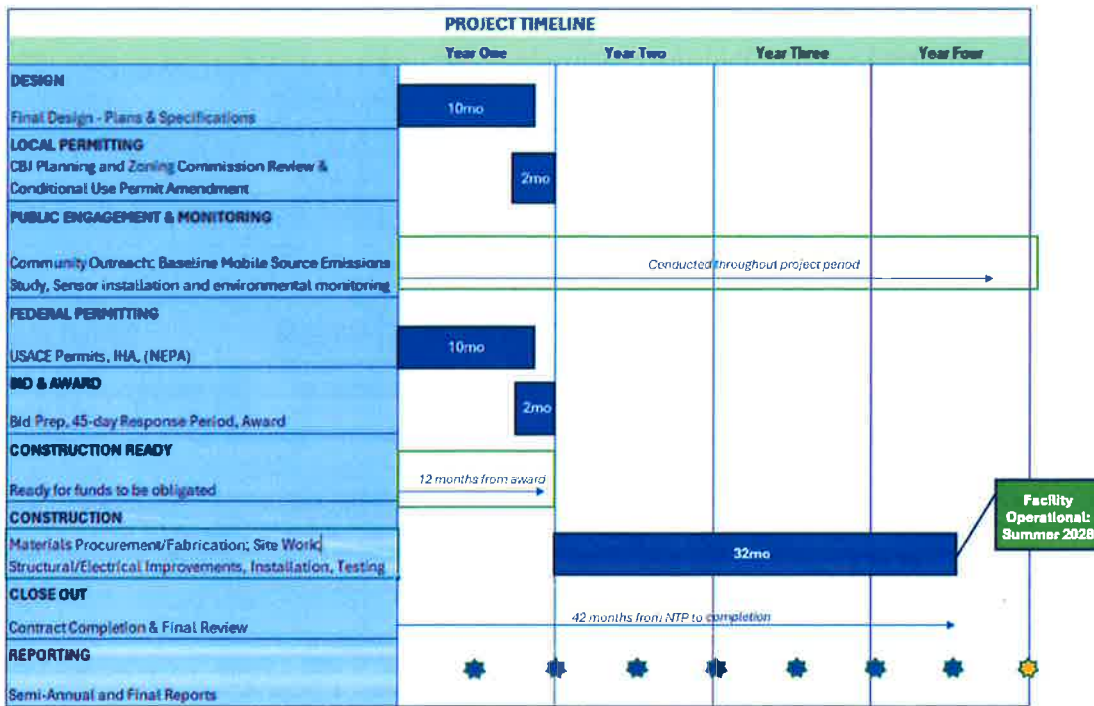 PROJECT TIMELINE
Year One Year Two Year Three Year Four
DESIGN
Final Design - Plans & Specifications
10mo
LOCAL PERMITTING
CBJ Planning and Zoning Commission Review &
Conditional Use Permit Amendment
2mo
PUBLIC ENGAGEMENT & MONITORING
Community Outreach: Baseline Mobile Source Emissions
Study, Sensor installation and environmental monitoring
Conducted throughout project period
FEDERAL PERMITTING
USACE Permits, IHA, (NEPA)
10mo
BID & AWARD
Bid Prep, 45-day Response Period, Award
2mo
CONSTRUCTION READY
Ready for funds to be obligated
12 months from award
CONSTRUCTION
Materials Procurement/Fabrication; Site Work;
Structural/Electrical Improvements, Installation, Testing
32mo
Facility
Operational:
Summer 2028
CLOSE OUT
Contract Completion & Final Review
42 months from NTP to completion
REPORTING
Semi-Annual and Final Reports